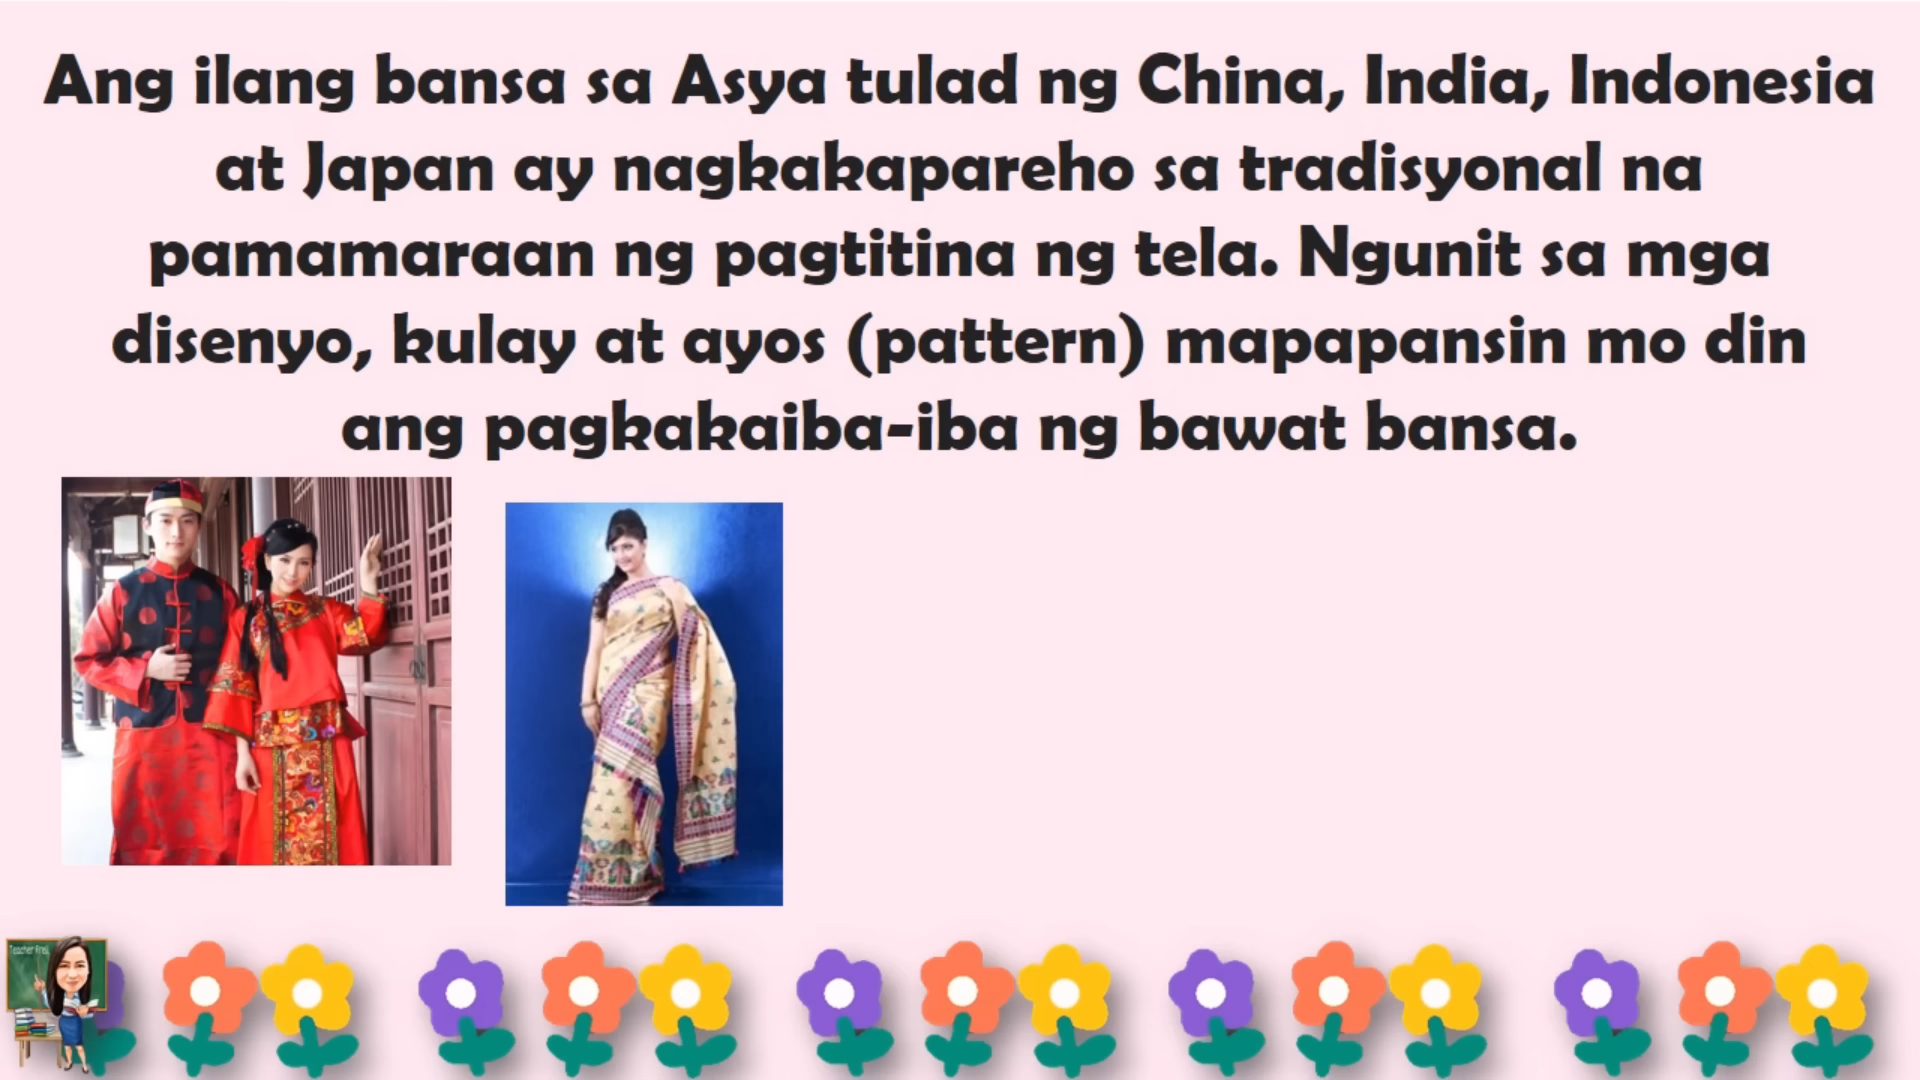 Ang ilang bansa sa Asya tulad ng China, India, Indonesia
at Japan ay nagkakapareho sa tradisyonal na
pamamaraan ng pagtitina ng tela. Ngunit sa mga
disenyo, kulay at ayos (pattern) mapapansin mo din
ang pagkakaiba-iba ng bawat bansa.
Teacher